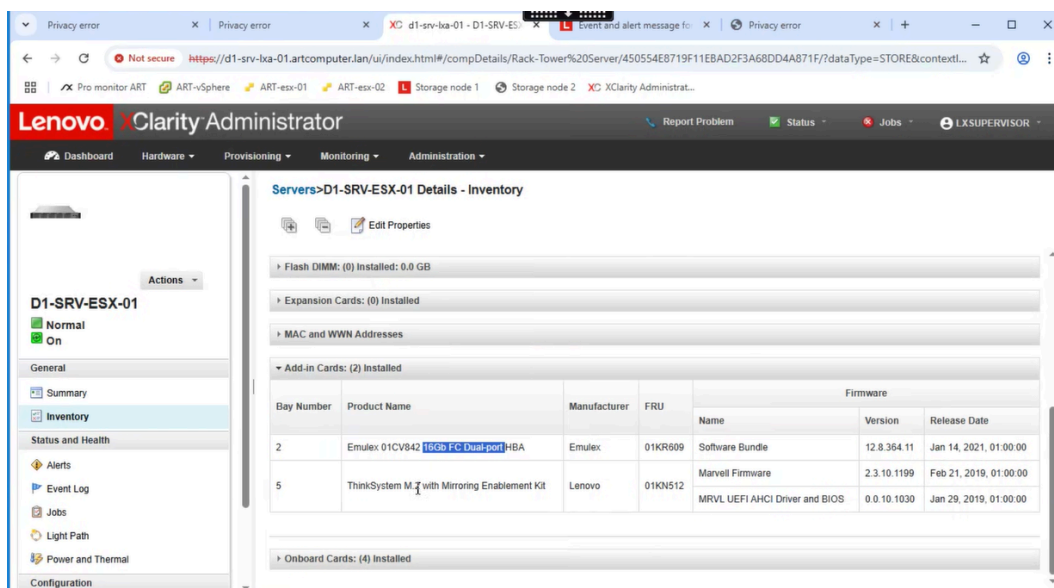 Privacy error
Privacy error
d1-srv-lxa-01 - D1-SRV-ES
Event and alert message fo
Privacy error
Not secure https://d1-srv-lxa-01.artcomputer.lan/ui/index.html#/compDetails/Rack-Tower%20Server/450554E8719F11EBAD2F3A68DD4A871F/?dataType=STORE&contextI...
Pro monitor ART ART-vSphere ART-esx-01 ART-esx-02 Storage node 1 Storage node 2 XClarity Administrat...
Lenovo. XClarity Administrator
Report Problem Status Jobs LXSUPERVISOR
Dashboard Hardware Provisioning Monitoring Administration
Actions
D1-SRV-ESX-01
Normal
On
General
Summary
Inventory
Status and Health
Alerts
Event Log
Jobs
Light Path
Power and Thermal
Configuration
Servers>D1-SRV-ESX-01 Details - Inventory
Edit Properties
Flash DIMM: (0) Installed: 0.0 GB
Expansion Cards: (0) Installed
MAC and WWN Addresses
Add-in Cards: (2) Installed
Bay Number Product Name Manufacturer FRU Firmware
Name Version Release Date
2 Emulex 01CV842 16Gb FC Dual-port HBA Emulex 01KR609 Software Bundle 12.8.364.11 Jan 14, 2021, 01:00:00
5 ThinkSystem M.2 with Mirroring Enablement Kit Lenovo 01KN512 Marvell Firmware 2.3.10.1199 Feb 21, 2019, 01:00:00
MRVL UEFI AHCI Driver and BIOS 0.0.10.1030 Jan 29, 2019, 01:00:00
Onboard Cards: (4) Installed